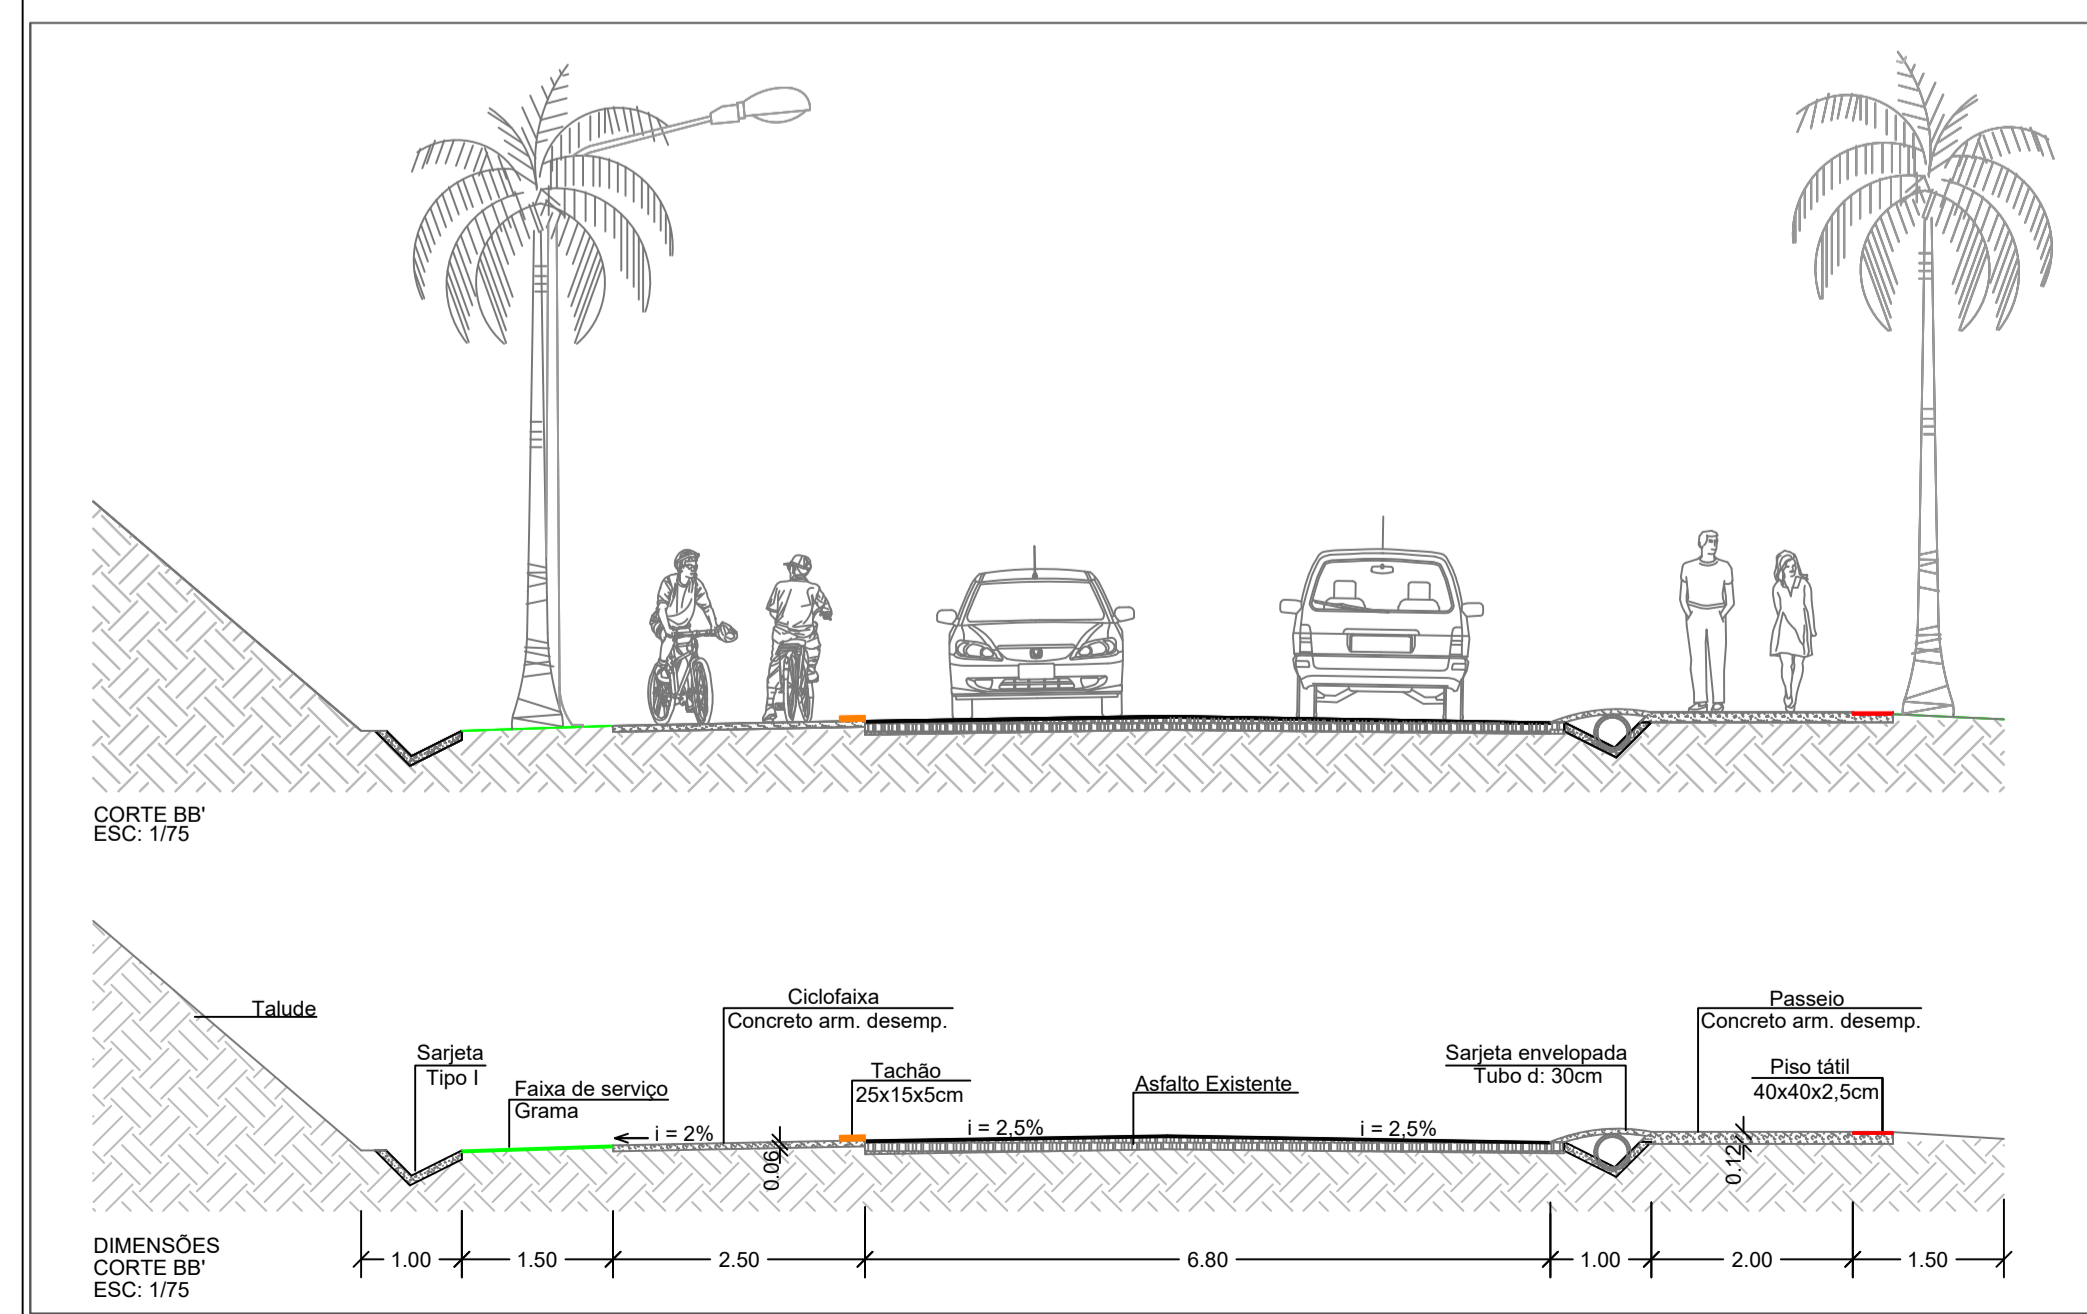 CORTE BB'
ESC: 1/75
Talude
Ciclofaixa
Concreto arm. desemp.
Passeio
Concreto arm. desemp.
Sarjeta
Tipo I
Faixa de serviço
Grama
Tachão
25x15x5cm
Asfalto Existente
Sarjeta envelopada
Tubo d: 30cm
Piso tátil
40x40x2,5cm
i = 2%
i = 2,5%
i = 2,5%
0.06
0.12
DIMENSÕES
CORTE BB'
ESC: 1/75
1.00
1.50
2.50
6.80
1.00
2.00
1.50